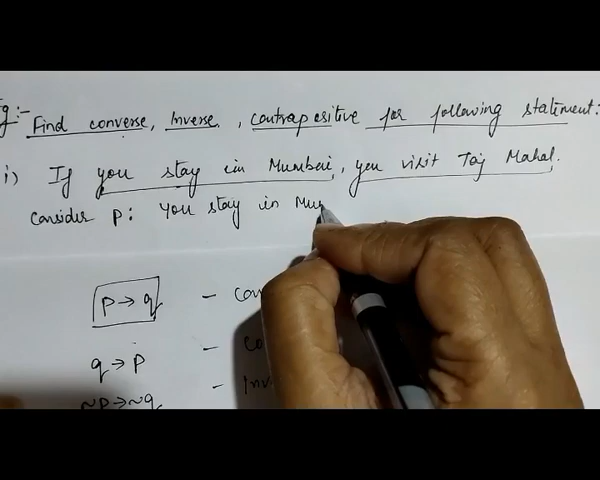 Eg:-
Find converse, Inverse, contrapositive for following statement:
i) If you stay in Mumbai, you visit Taj Mahal.
Consider p: You stay in Mu
p→q - Con
q→p - Co
~p→~q - Inv